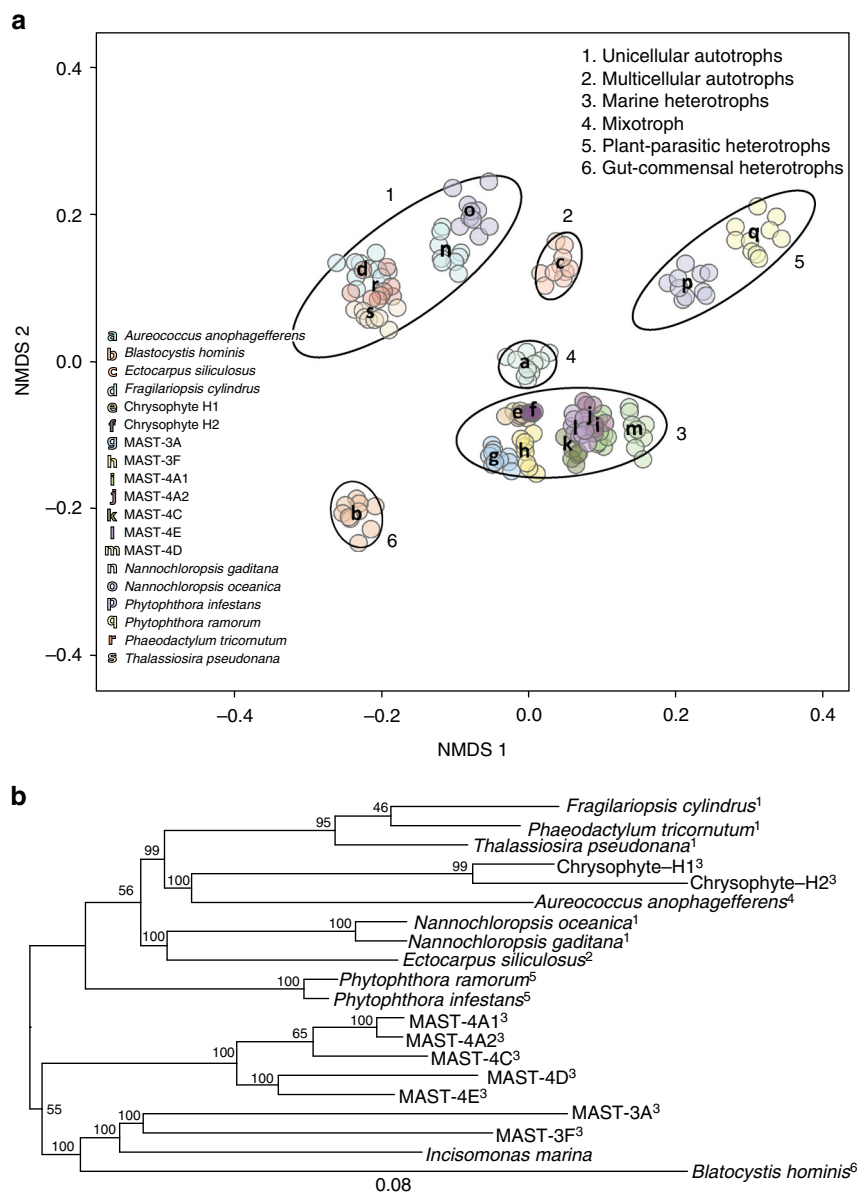 a
0.4
0.2
0.0
–0.2
–0.4
NMDS 2
1. Unicellular autotrophs
2. Multicellular autotrophs
3. Marine heterotrophs
4. Mixotroph
5. Plant-parasitic heterotrophs
6. Gut-commensal heterotrophs
1
2
3
4
5
6
o
n
d
r
s
c
q
p
a
e
f
g
h
j
i
l
k
m
b
a Aureococcus anophagefferens
b Blastocystis hominis
c Ectocarpus siliculosus
d Fragilariopsis cylindrus
e Chrysophyte H1
f Chrysophyte H2
g MAST-3A
h MAST-3F
i MAST-4A1
j MAST-4A2
k MAST-4C
l MAST-4E
m MAST-4D
n Nannochloropsis gaditana
o Nannochloropsis oceanica
p Phytophthora infestans
q Phytophthora ramorum
r Phaeodactylum tricornutum
s Thalassiosira pseudonana
–0.4 –0.2 0.0 0.2 0.4
NMDS 1
b
46 Fragilariopsis cylindrus1
95 Phaeodactylum tricornutum1
Thalassiosira pseudonana1
99
99 Chrysophyte–H13
Chrysophyte–H23
100
56
Aureococcus anophagefferens4
100 Nannochloropsis oceanica1
100 Nannochloropsis gaditana1
Ectocarpus siliculosus2
100 Phytophthora ramorum5
Phytophthora infestans5
100 MAST-4A13
65 MAST-4A23
100 MAST-4C3
100 MAST-4D3
MAST-4E3
55
100 MAST-3A3
100 MAST-3F3
100 Incisomonas marina
Blatocystis hominis6
0.08